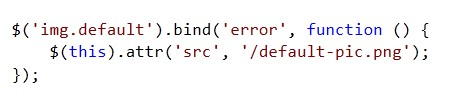 $('img.default').bind('error', function () {
    $(this).attr('src', '/default-pic.png');
});